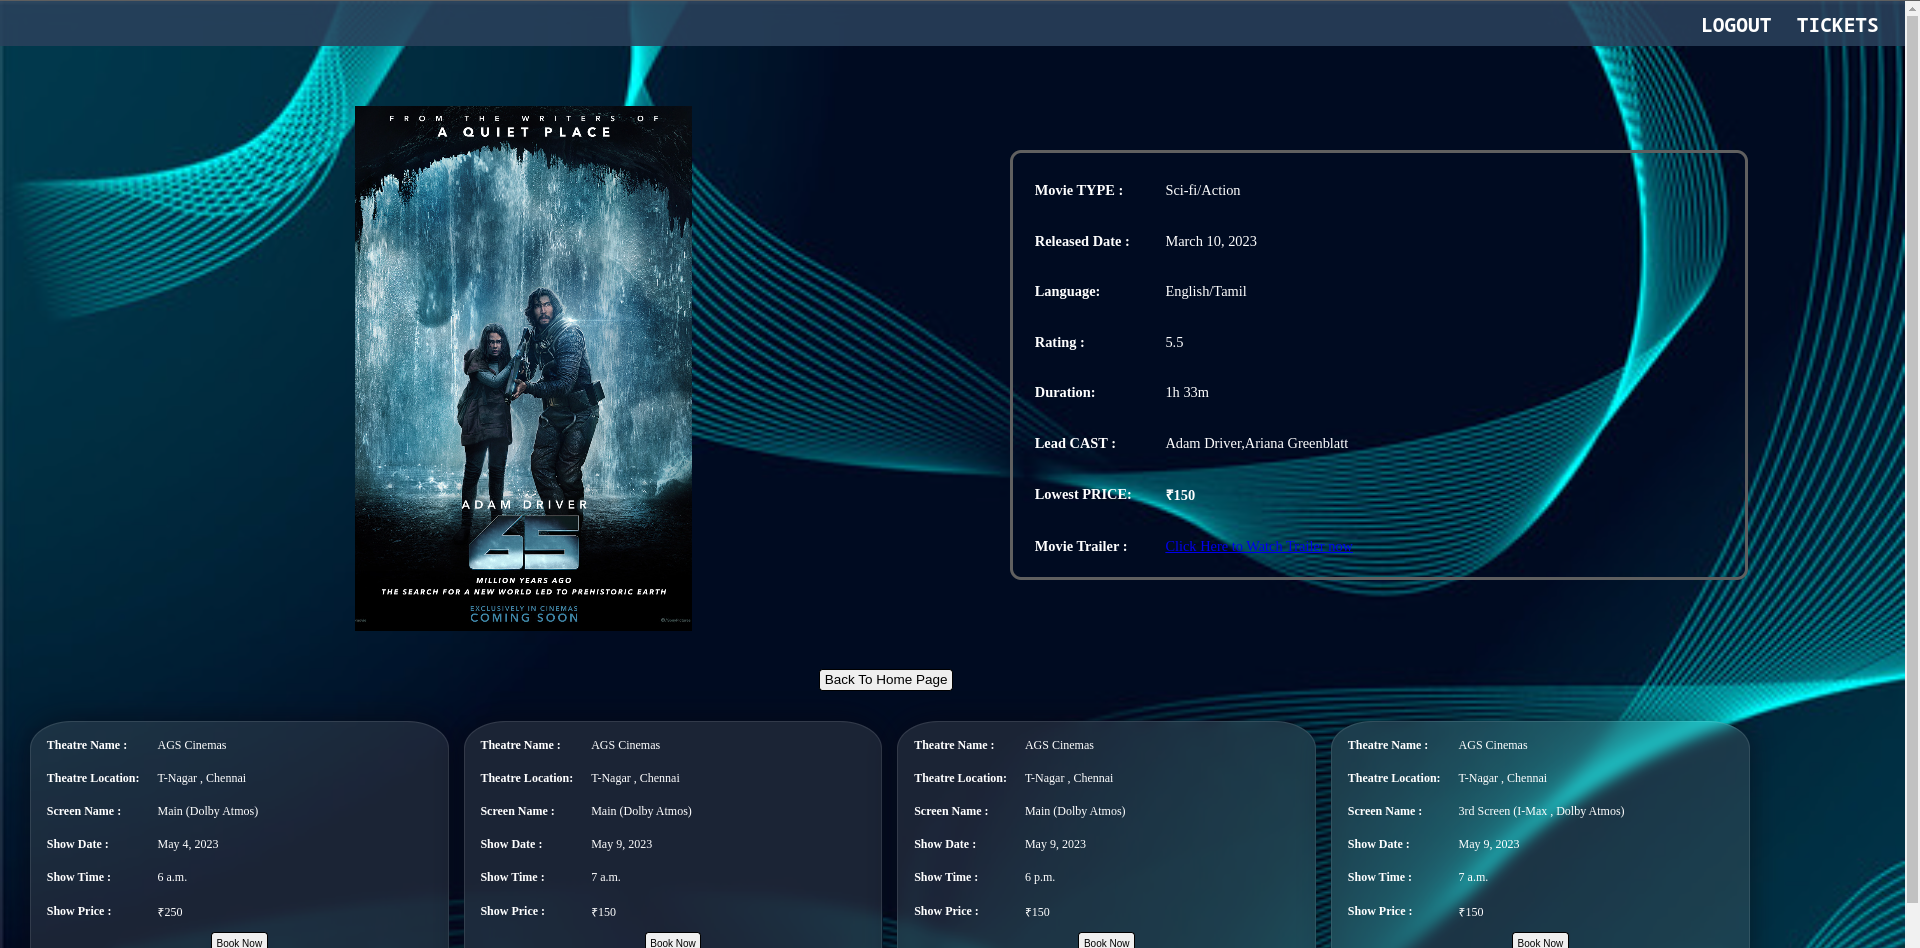 LOGOUT TICKETS
FROM THE WRITERS OF
A QUIET PLACE
ADAM DRIVER
65
MILLION YEARS AGO
THE SEARCH FOR A NEW WORLD LED TO PREHISTORIC EARTH
EXCLUSIVELY IN CINEMAS
COMING SOON
Movie TYPE : Sci-fi/Action
Released Date : March 10, 2023
Language: English/Tamil
Rating : 5.5
Duration: 1h 33m
Lead CAST : Adam Driver,Ariana Greenblatt
Lowest PRICE: ₹150
Movie Trailer : Click Here to Watch Trailer now
Back To Home Page
Theatre Name : AGS Cinemas
Theatre Location: T-Nagar , Chennai
Screen Name : Main (Dolby Atmos)
Show Date : May 4, 2023
Show Time : 6 a.m.
Show Price : ₹250
Book Now
Theatre Name : AGS Cinemas
Theatre Location: T-Nagar , Chennai
Screen Name : Main (Dolby Atmos)
Show Date : May 9, 2023
Show Time : 7 a.m.
Show Price : ₹150
Book Now
Theatre Name : AGS Cinemas
Theatre Location: T-Nagar , Chennai
Screen Name : Main (Dolby Atmos)
Show Date : May 9, 2023
Show Time : 6 p.m.
Show Price : ₹150
Book Now
Theatre Name : AGS Cinemas
Theatre Location: T-Nagar , Chennai
Screen Name : 3rd Screen (I-Max , Dolby Atmos)
Show Date : May 9, 2023
Show Time : 7 a.m.
Show Price : ₹150
Book Now